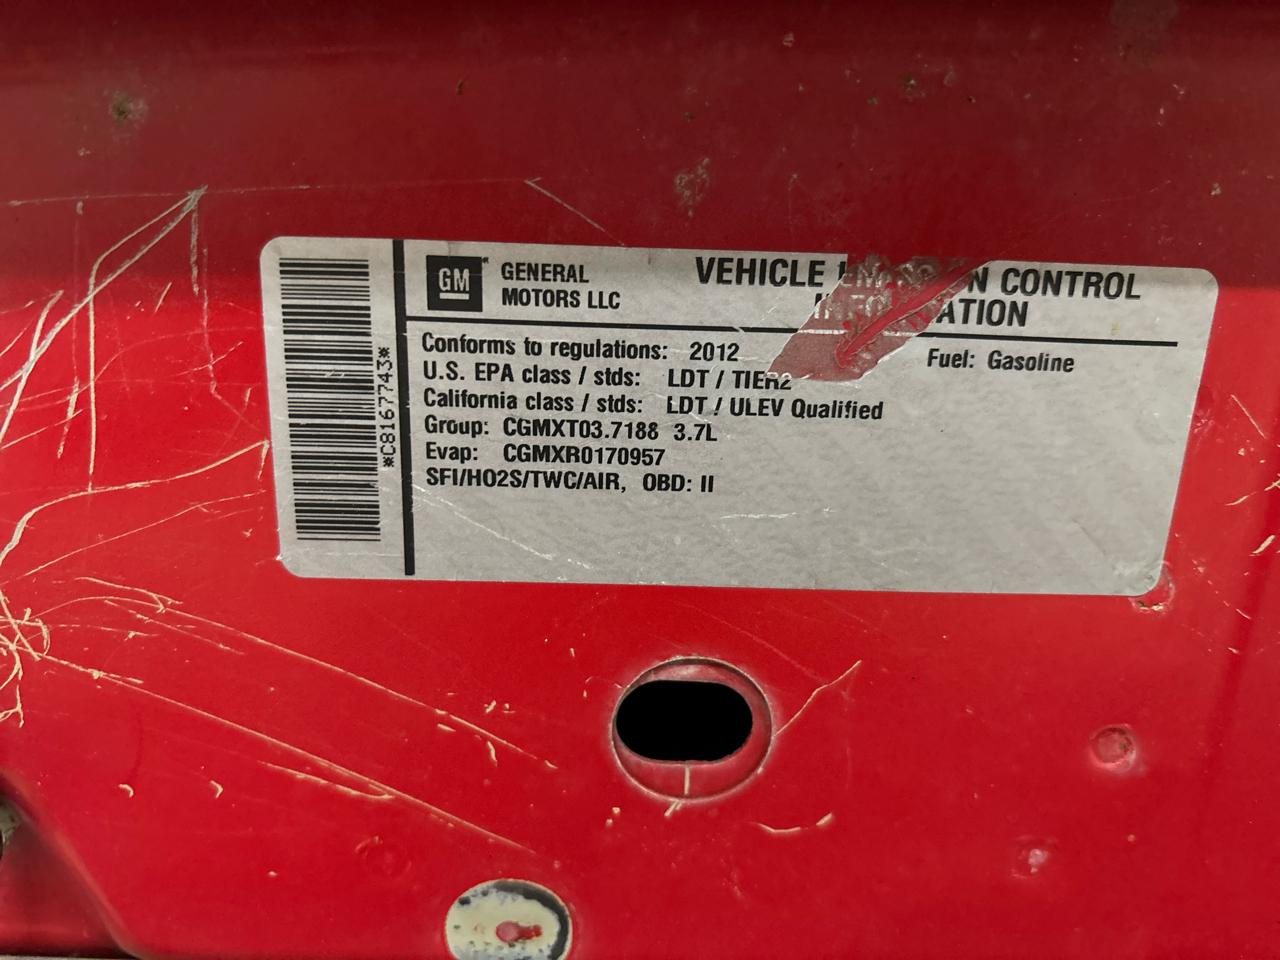 GM
GENERAL
MOTORS LLC
VEHICLE CONTROL
Conforms to regulations: 2012
Fuel: Gasoline
U.S. EPA class / stds: LDT / TIER2
California class / stds: LDT / ULEV Qualified
Group: CGMXT03.7188 3.7L
Evap: CGMXR0170957
SFI/HO2S/TWC/AIR, OBD: II
*C8167743*